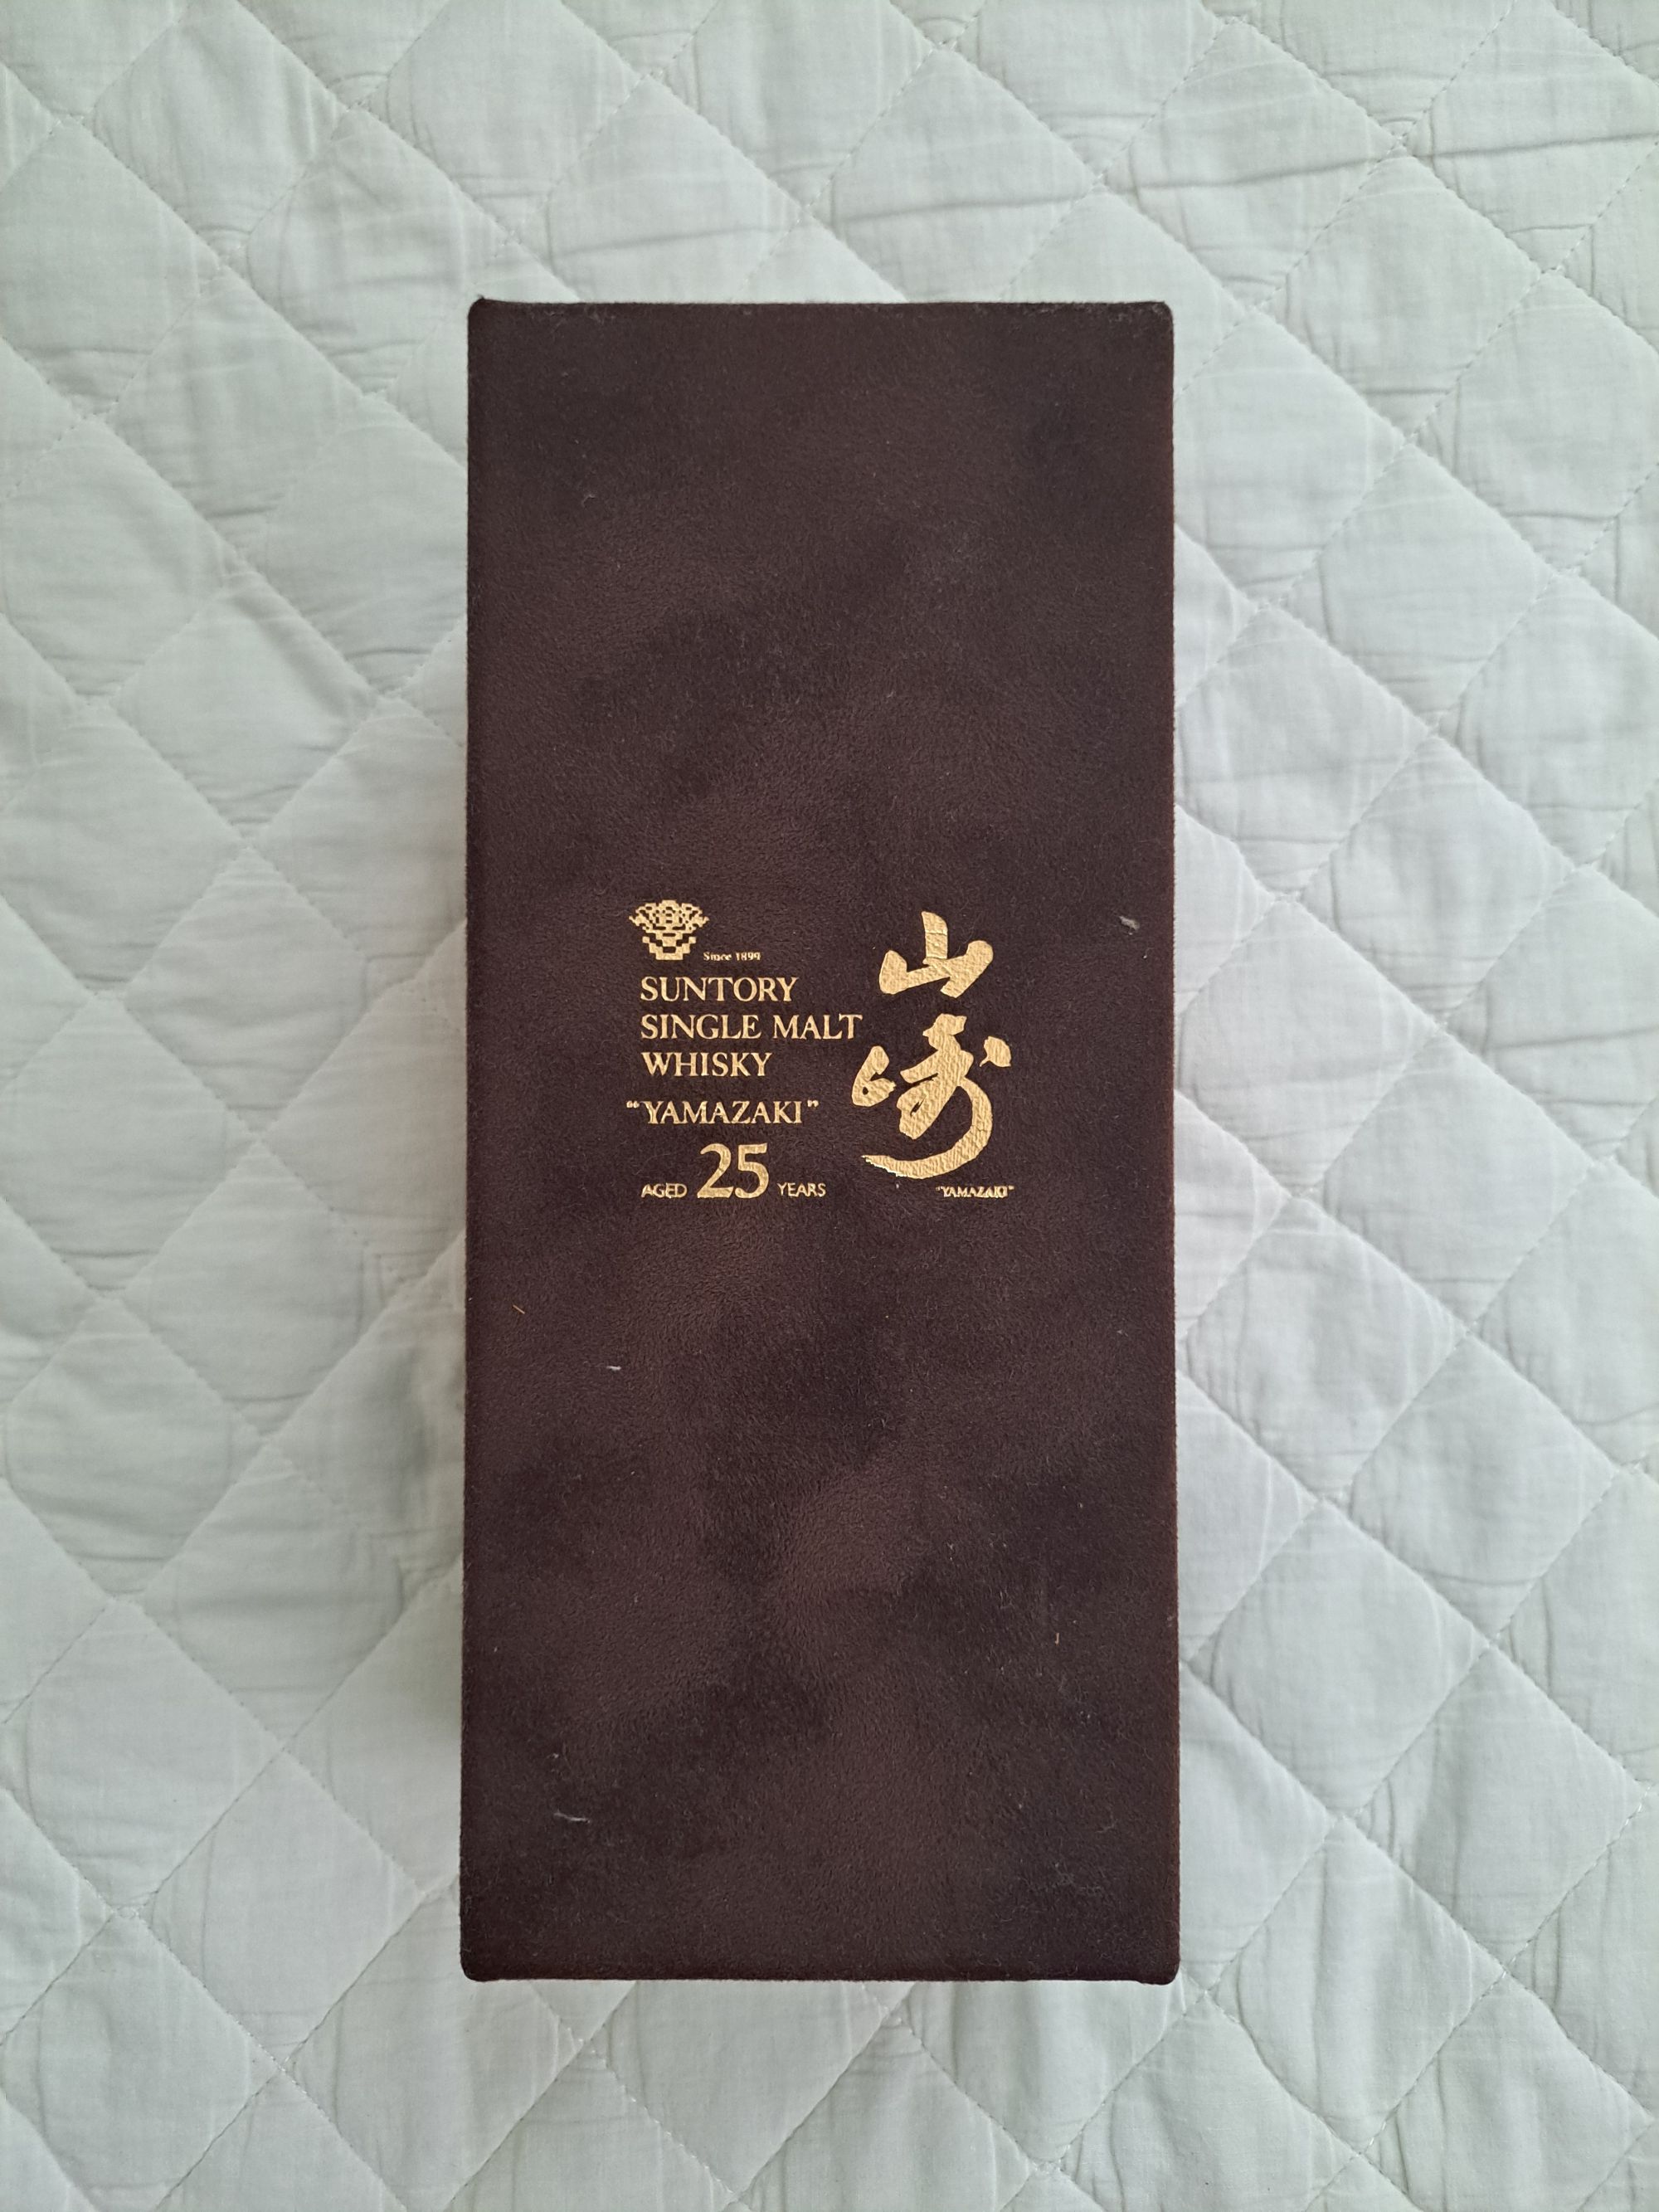 Since 1899
SUNTORY
SINGLE MALT
WHISKY
“YAMAZAKI”
AGED 25 YEARS
山崎
“YAMAZAKI”